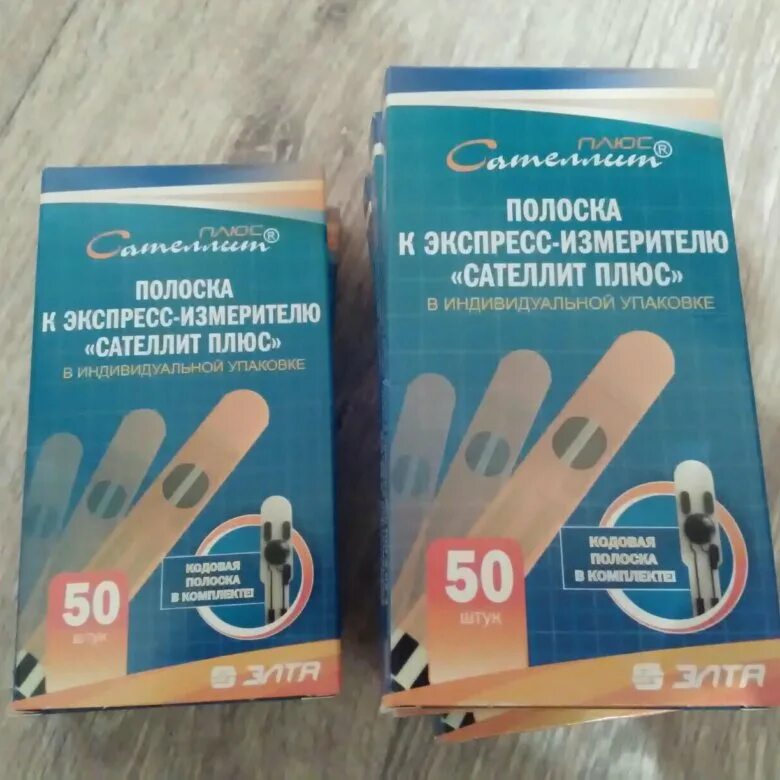 ПЛЮС
Сателлит®
ПОЛОСКА
К ЭКСПРЕСС-ИЗМЕРИТЕЛЮ
«САТЕЛЛИТ ПЛЮС»
В ИНДИВИДУАЛЬНОЙ УПАКОВКЕ
КОДОВАЯ
ПОЛОСКА
В КОМПЛЕКТЕ!
50
штук
ЭЛТА
ПЛЮС
Сателлит®
ПОЛОСКА
К ЭКСПРЕСС-ИЗМЕРИТЕЛЮ
«САТЕЛЛИТ ПЛЮС»
В ИНДИВИДУАЛЬНОЙ УПАКОВКЕ
КОДОВАЯ
ПОЛОСКА
В КОМПЛЕКТЕ!
50
штук
ЭЛТА